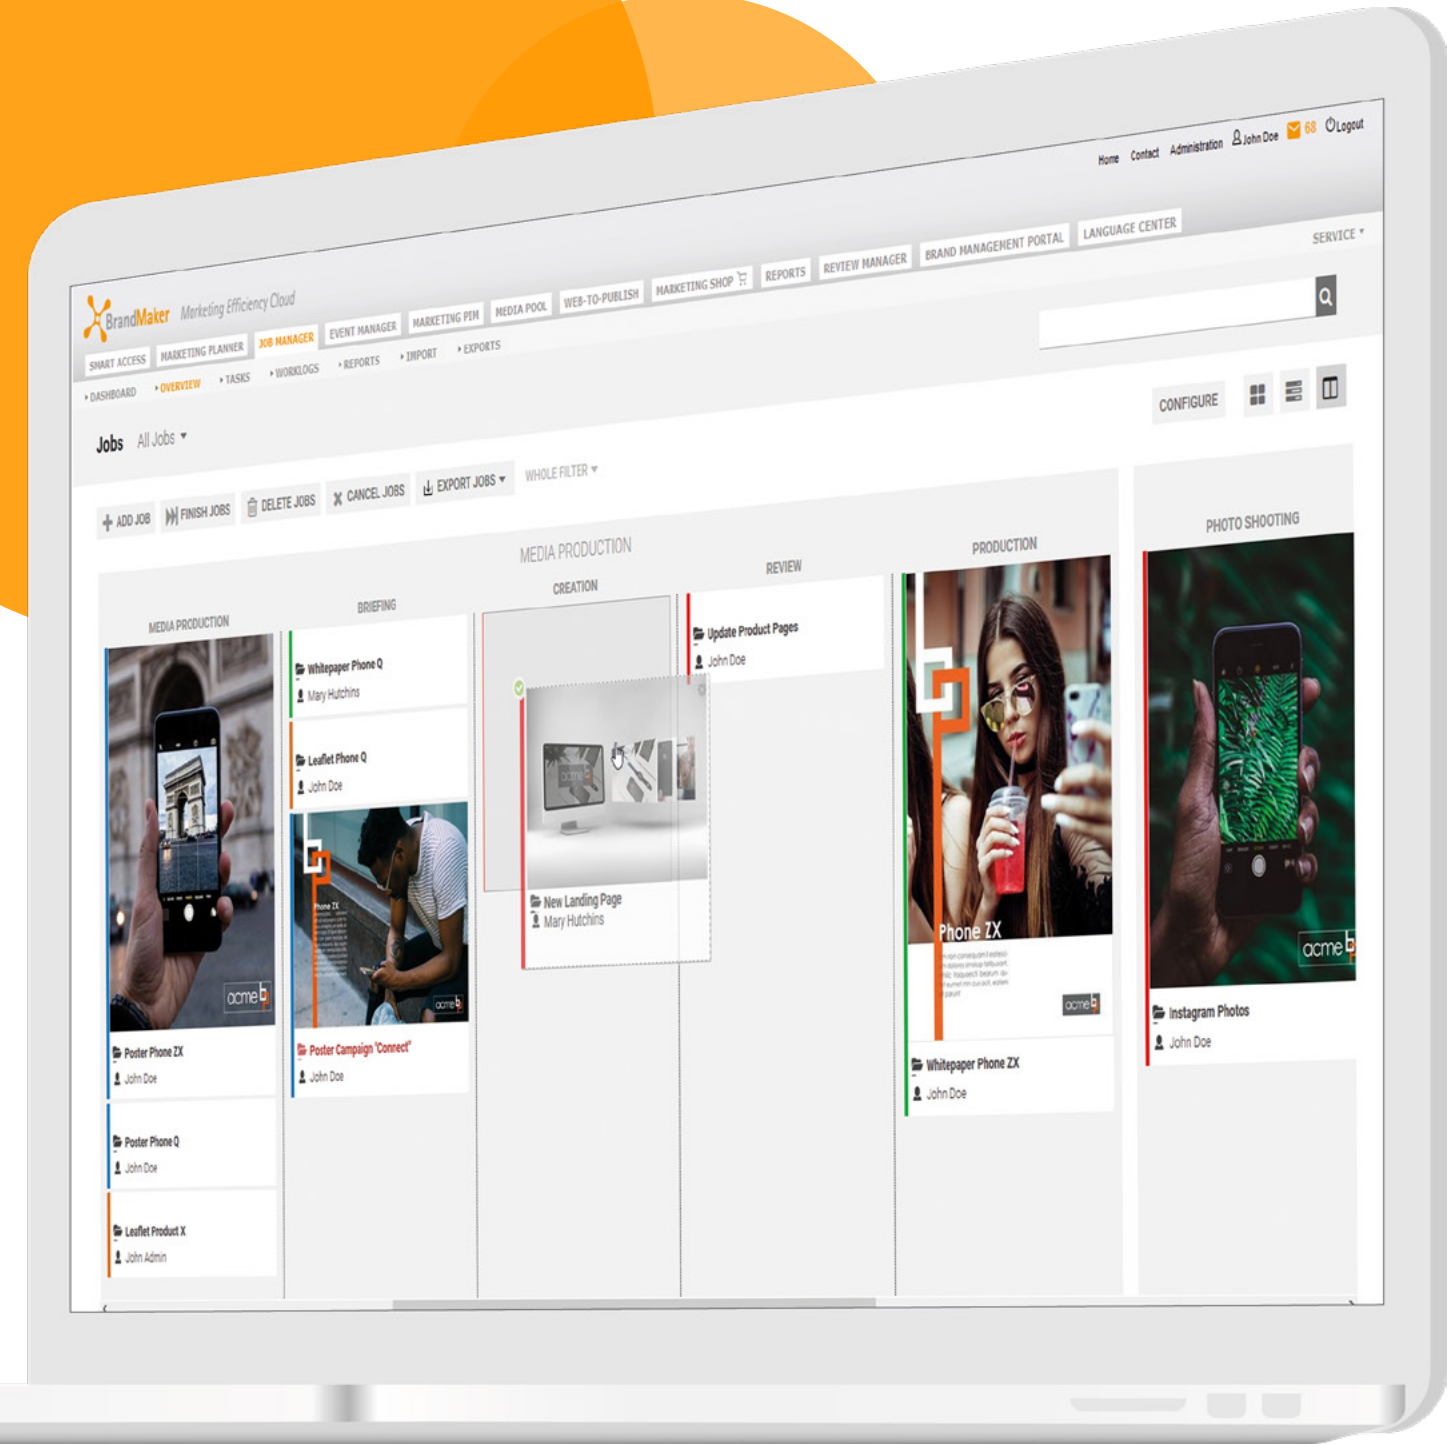 Home Contact Administration John Doe 68 Logout
BrandMaker Marketing Efficiency Cloud
SMART ACCESS MARKETING PLANNER JOB MANAGER EVENT MANAGER MARKETING PIM MEDIA POOL WEB-TO-PUBLISH MARKETING SHOP REPORTS REVIEW MANAGER BRAND MANAGEMENT PORTAL LANGUAGE CENTER
SERVICE
DASHBOARD OVERVIEW TASKS WORKLOGS REPORTS IMPORT EXPORTS
Jobs All Jobs
CONFIGURE
ADD JOB FINISH JOBS DELETE JOBS CANCEL JOBS EXPORT JOBS WHOLE FILTER
MEDIA PRODUCTION
MEDIA PRODUCTION BRIEFING CREATION REVIEW PRODUCTION PHOTO SHOOTING
acme b
Poster Phone ZX
John Doe
Poster Phone Q
John Doe
Leaflet Product X
John Admin
Whitepaper Phone Q
Mary Hutchins
Leaflet Phone Q
John Doe
Phone ZX
acme b
Poster Campaign "Connect"
John Doe
acme b
New Landing Page
Mary Hutchins
Update Product Pages
John Doe
Phone ZX
acme b
Whitepaper Phone ZX
John Doe
acme b
Instagram Photos
John Doe